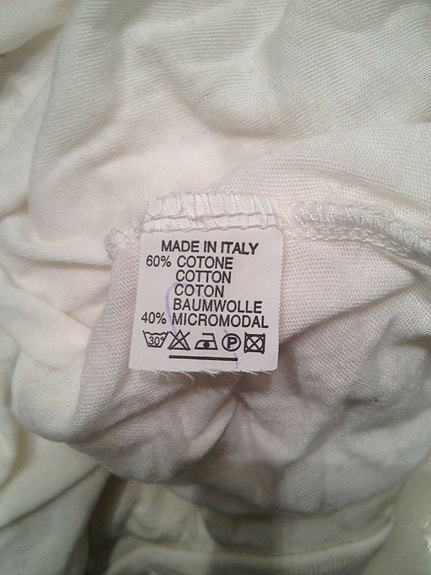 MADE IN ITALY
60% COTONE
COTTON
COTON
BAUMWOLLE
40% MICROMODAL
30° P